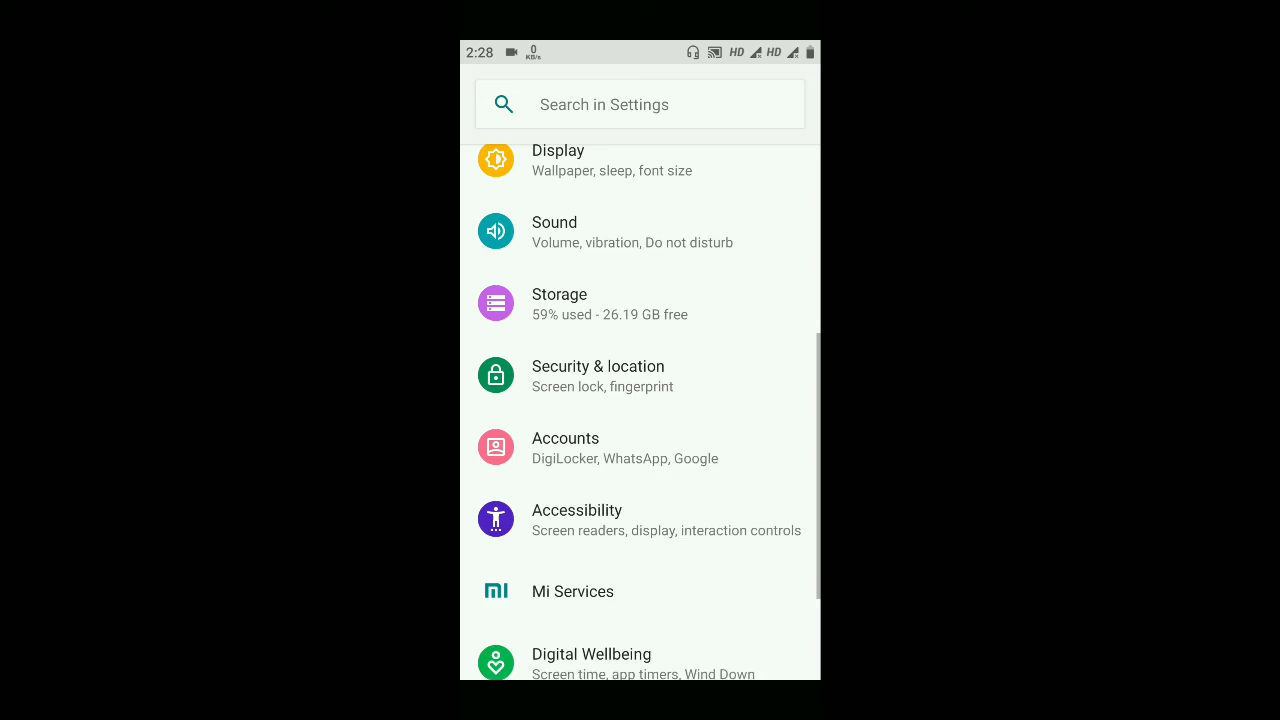 2:28 0 KB/s HD HD
Search in Settings
Display
Wallpaper, sleep, font size
Sound
Volume, vibration, Do not disturb
Storage
59% used - 26.19 GB free
Security & location
Screen lock, fingerprint
Accounts
DigiLocker, WhatsApp, Google
Accessibility
Screen readers, display, interaction controls
mi Mi Services
Digital Wellbeing
Screen time, app timers, Wind Down